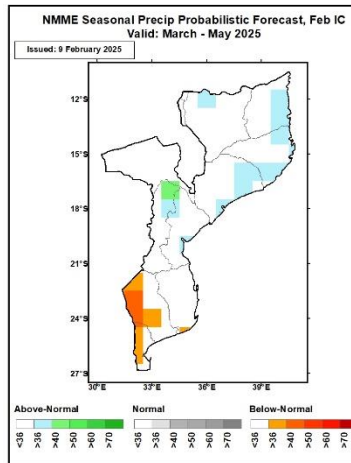 NMME Seasonal Precip Probabilistic Forecast, Feb IC
Valid: March - May 2025
Issued: 9 February 2025
12°S
15°S
18°S
21°S
24°S
27°S
30°E 33°E 36°E 39°E
Above-Normal Normal Below-Normal
<36 >36 >40 >50 >60 >70 <36 >36 >40 >50 >60 >70 <36 >36 >40 >50 >60 >70